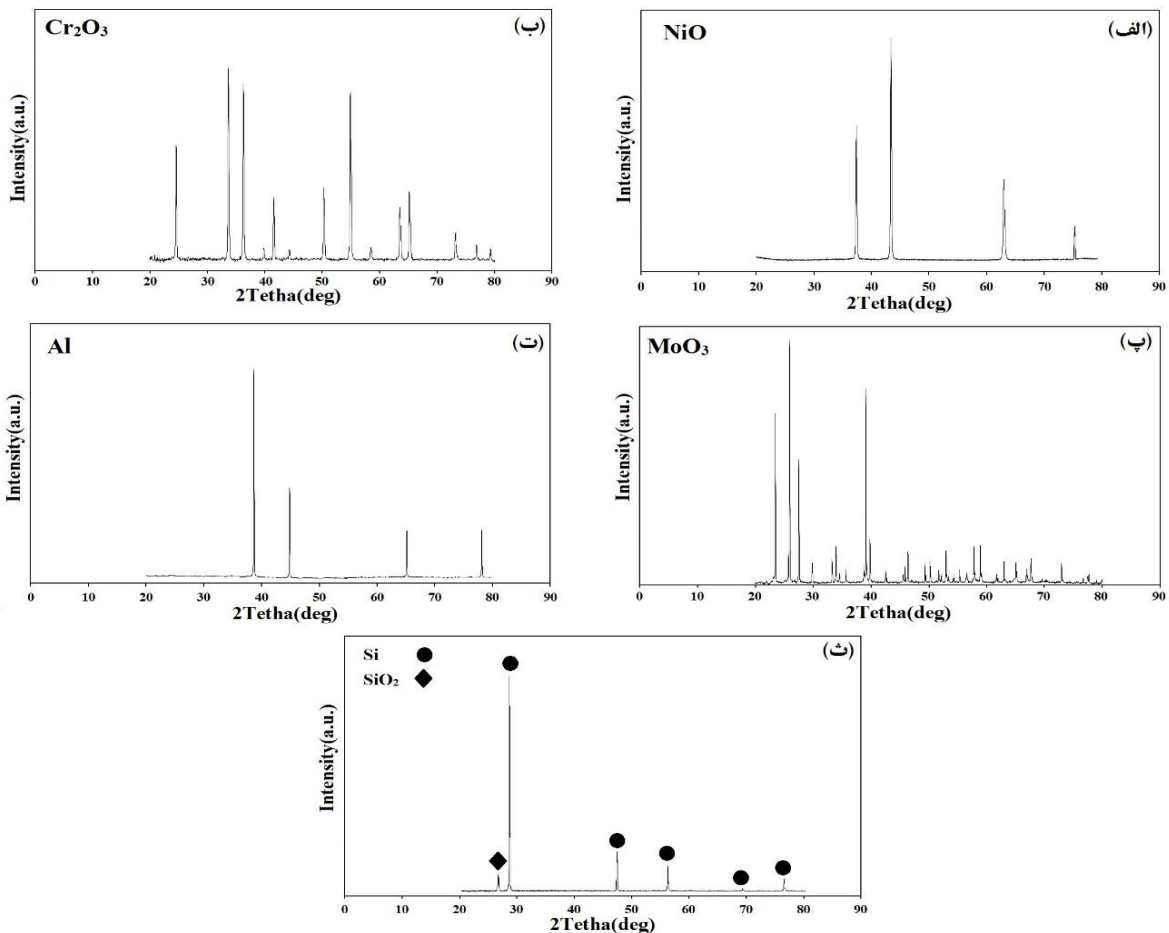 Cr₂O₃
(ب)
Intensity(a.u.)
0 10 20 30 40 50 60 70 80 90
2Tetha(deg)
NiO
(الف)
Intensity(a.u.)
0 10 20 30 40 50 60 70 80 90
2Tetha(deg)
Al
(ت)
Intensity(a.u.)
0 10 20 30 40 50 60 70 80 90
2Tetha(deg)
MoO₃
(پ)
Intensity(a.u.)
0 10 20 30 40 50 60 70 80 90
2Tetha(deg)
Si
SiO₂
(ث)
Intensity(a.u.)
0 10 20 30 40 50 60 70 80 90
2Tetha(deg)